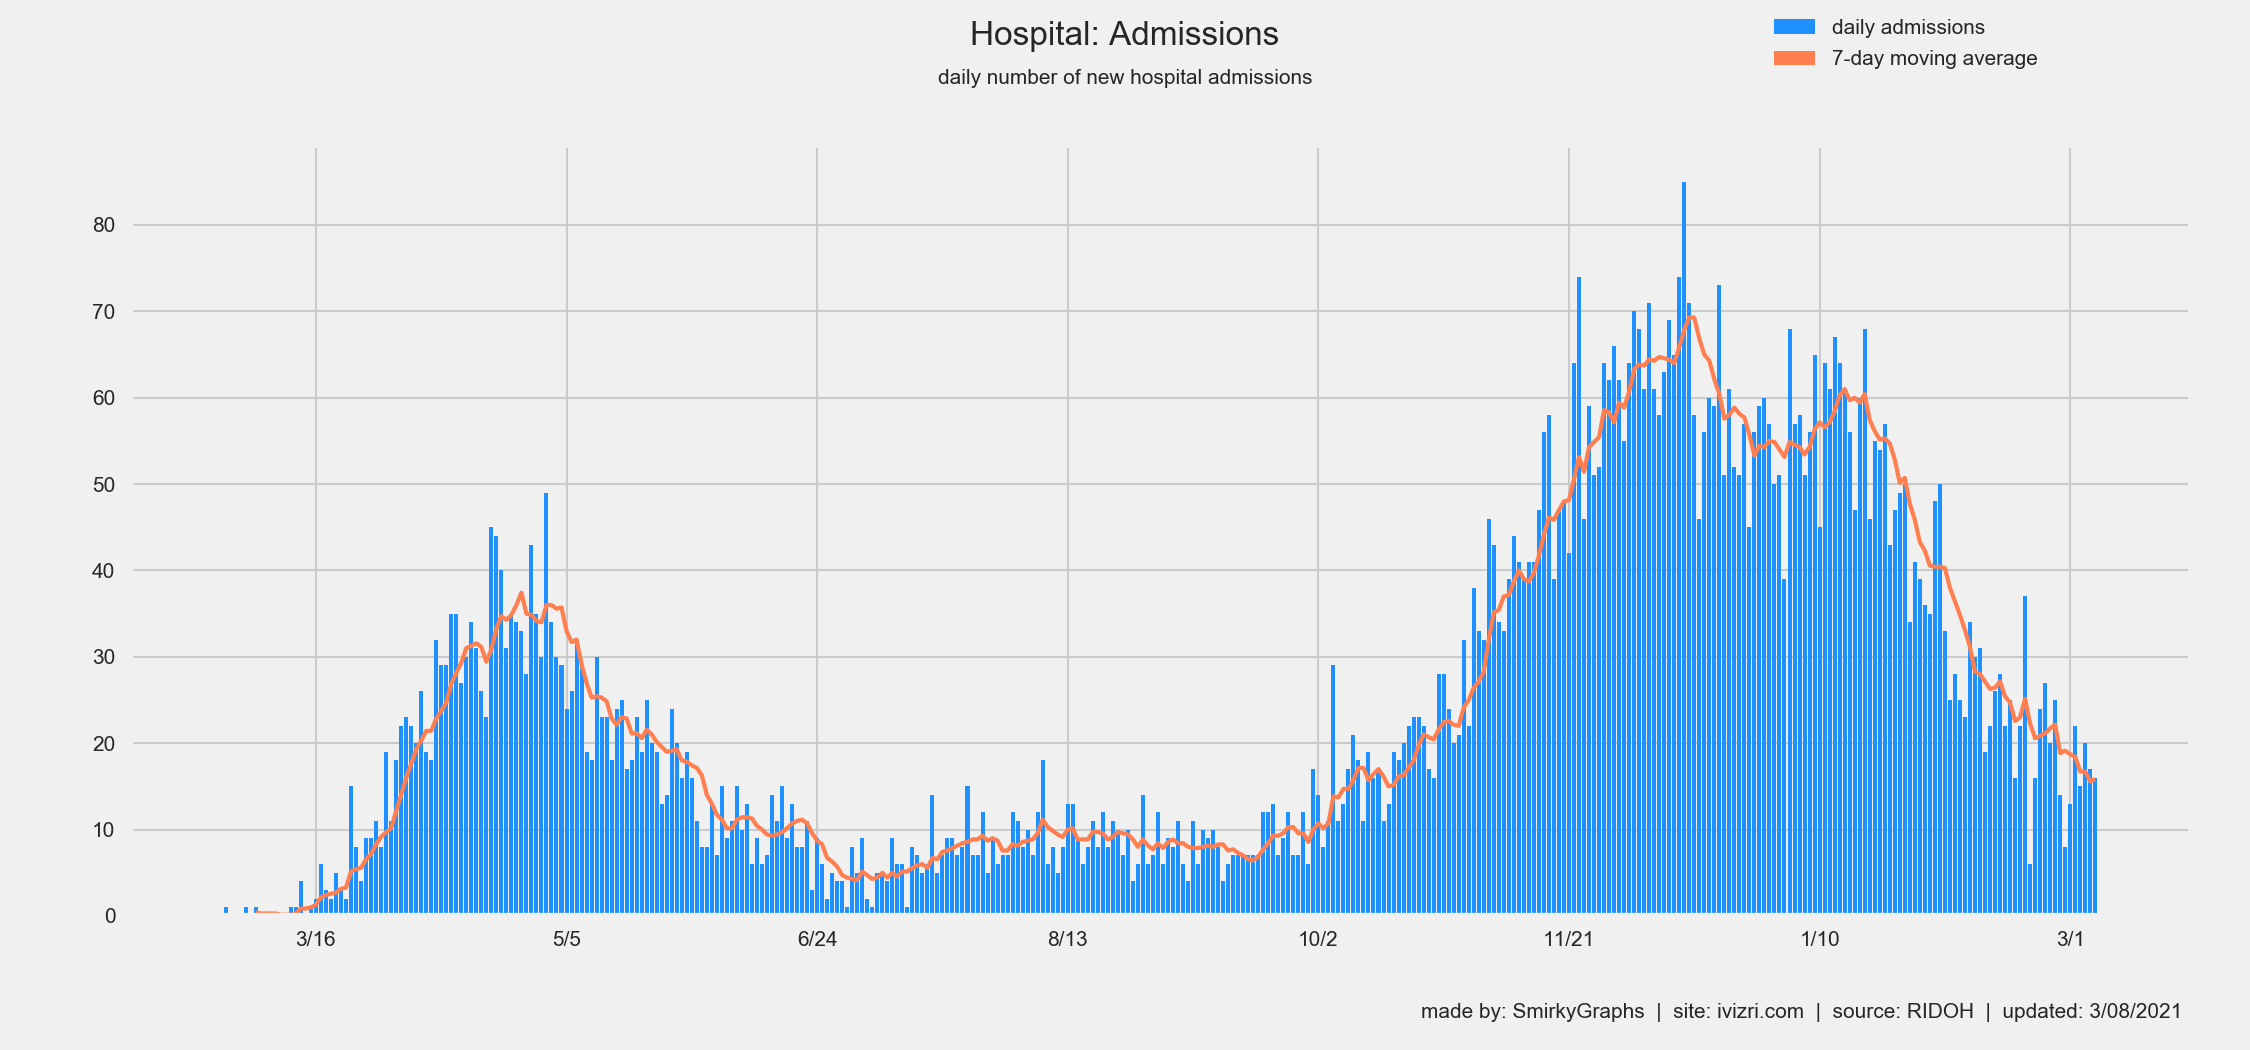 Hospital: Admissions
daily number of new hospital admissions
daily admissions
7-day moving average
80
70
60
50
40
30
20
10
0
3/16 5/5 6/24 8/13 10/2 11/21 1/10 3/1
made by: SmirkyGraphs | site: ivizri.com | source: RIDOH | updated: 3/08/2021